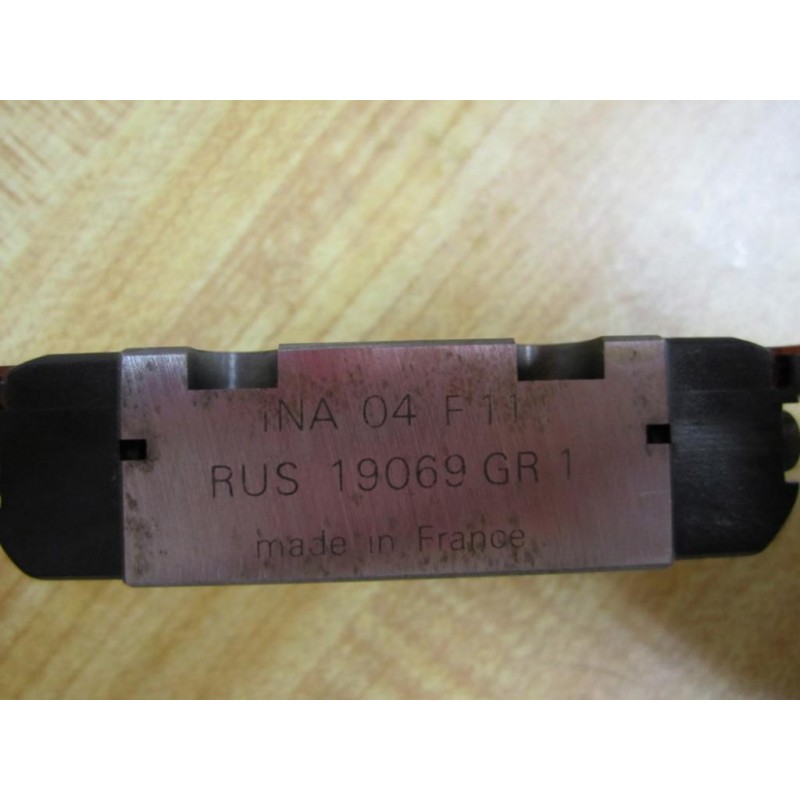 INA 04 F11
RUS 19069 GR 1
made in France